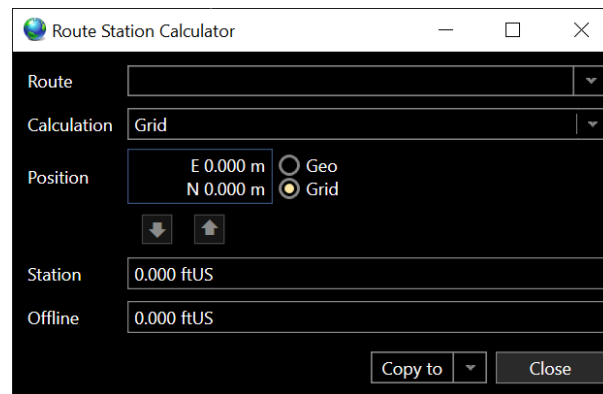 Route Station Calculator
Route
Calculation Grid
Position E 0.000 m Geo
N 0.000 m Grid
Station 0.000 ftUS
Offline 0.000 ftUS
Copy to Close